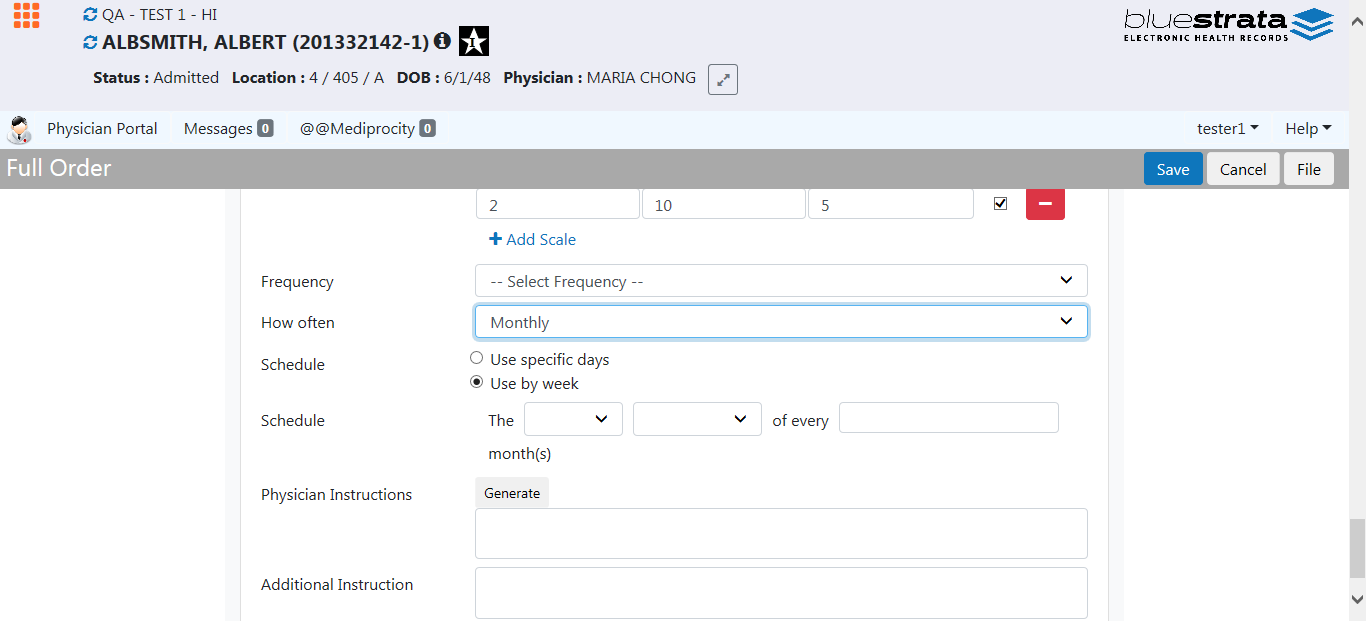 QA - TEST 1 - HI
bluestrata
ELECTRONIC HEALTH RECORDS
ALBSMITH, ALBERT (201332142-1)
1
Status : Admitted Location : 4 / 405 / A DOB : 6/1/48 Physician : MARIA CHONG
Physician Portal Messages 0 @@Mediprocity 0 tester1 Help
Full Order Save Cancel File
2 10 5
Add Scale
Frequency -- Select Frequency --
How often Monthly
Schedule Use specific days
Use by week
Schedule The of every
month(s)
Physician Instructions Generate
Additional Instruction